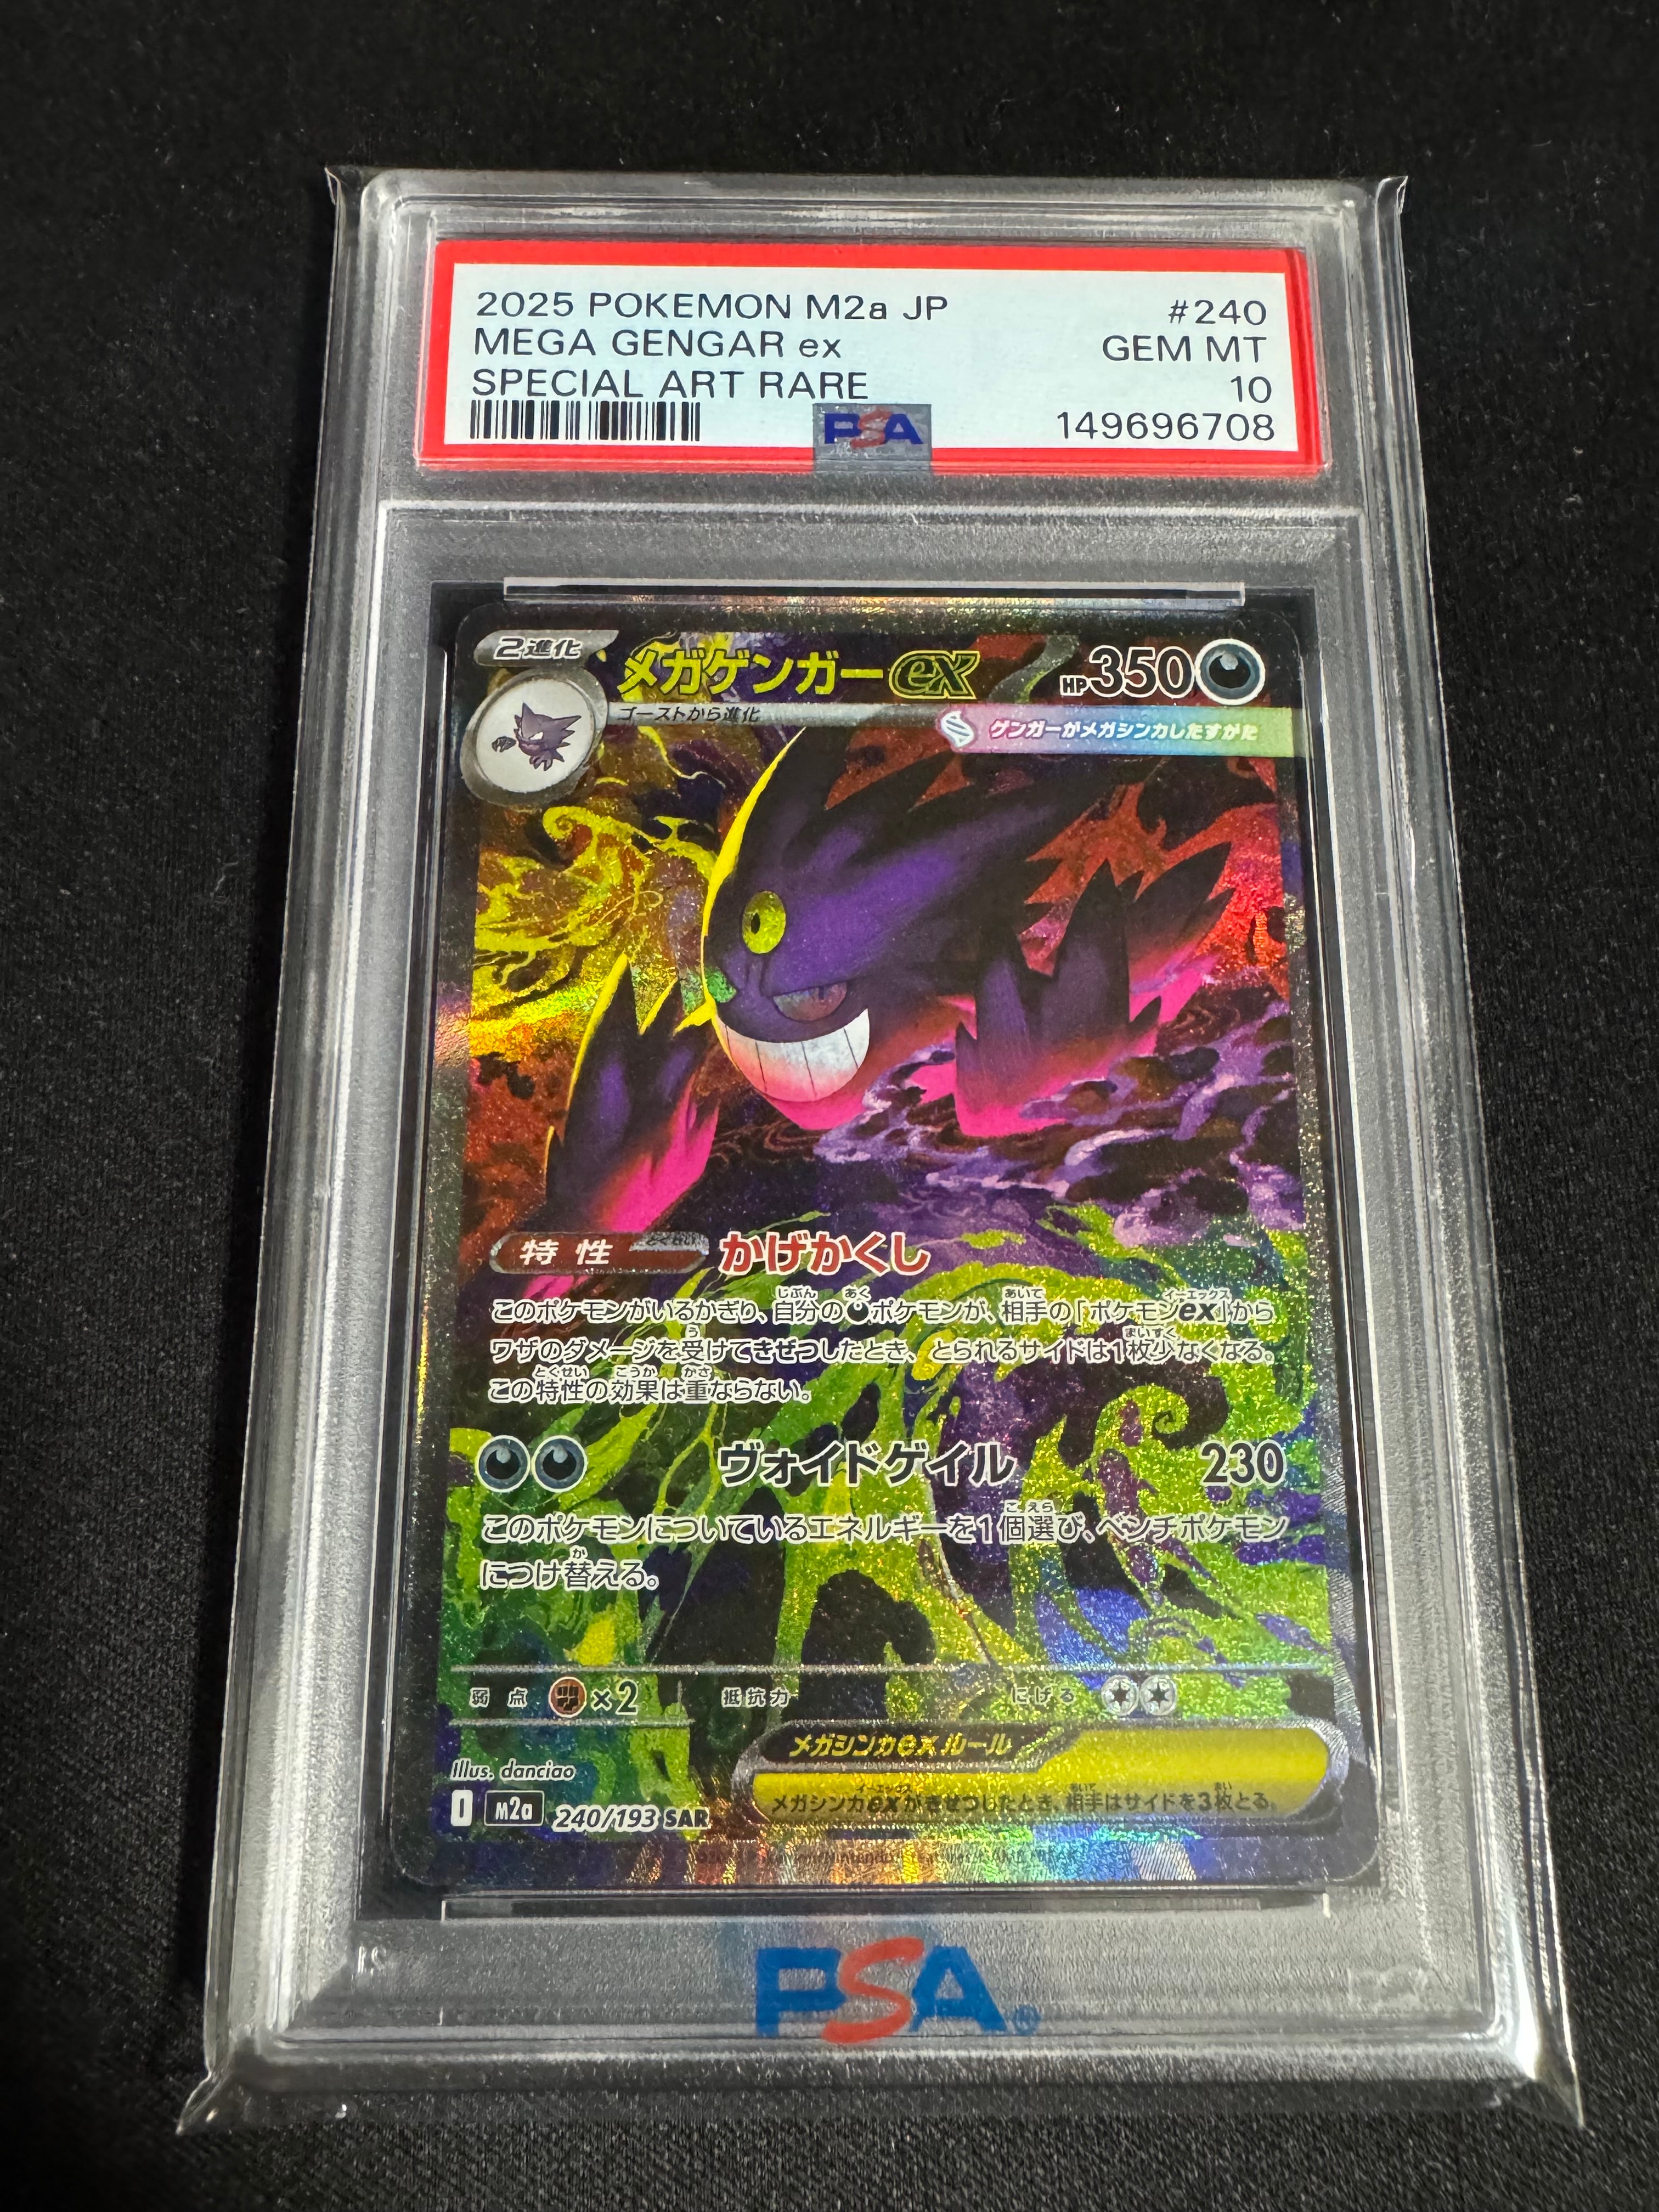 2025 POKEMON M2a JP #240
MEGA GENGAR ex GEM MT
SPECIAL ART RARE 10
PSA 149696708
2進化 メガゲンガーex HP350
ゴーストから進化
ゲンガーがメガシンカしたすがた
特性 かげかくし
このポケモンがいるかぎり、自分のポケモンが、相手の「ポケモンex」から
ワザのダメージを受けてきぜつしたとき、とられるサイドは1枚少なくなる。
この特性の効果は重ならない。
ヴォイドゲイル 230
このポケモンについているエネルギーを1個選び、ベンチポケモン
につけ替える。
弱点 ×2 抵抗力 にげる
メガシンカexルール
メガシンカexがきぜつしたとき、相手はサイドを3枚とる。
Illus. danciao
I M2a 240/193 SAR
PSA